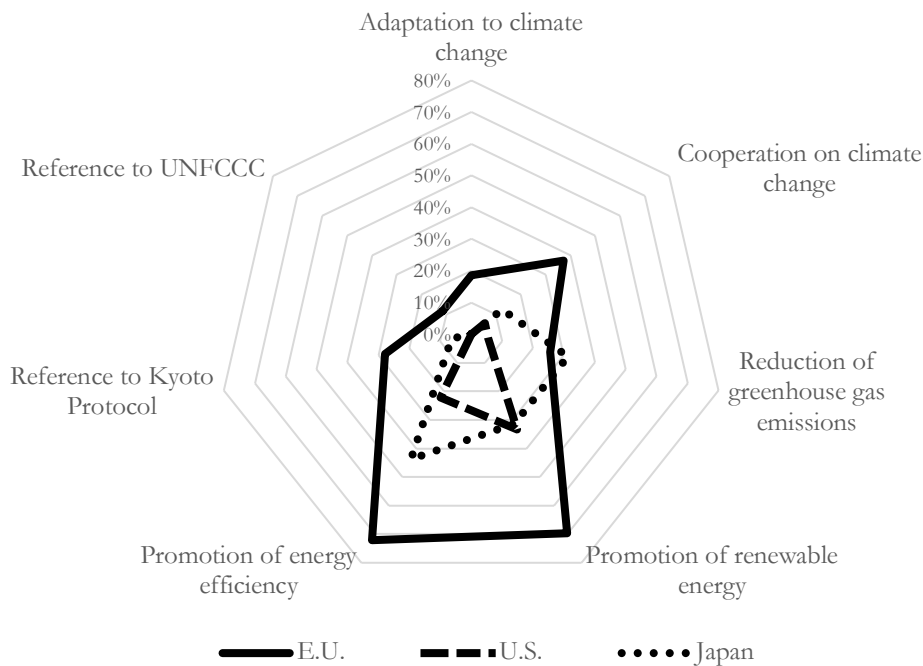 Adaptation to climate
change
80%
70%
60%
50%
40%
30%
20%
10%
0%
Cooperation on climate
change
Reduction of
greenhouse gas
emissions
Promotion of renewable
energy
Promotion of energy
efficiency
Reference to Kyoto
Protocol
Reference to UNFCCC
E.U.
U.S.
Japan